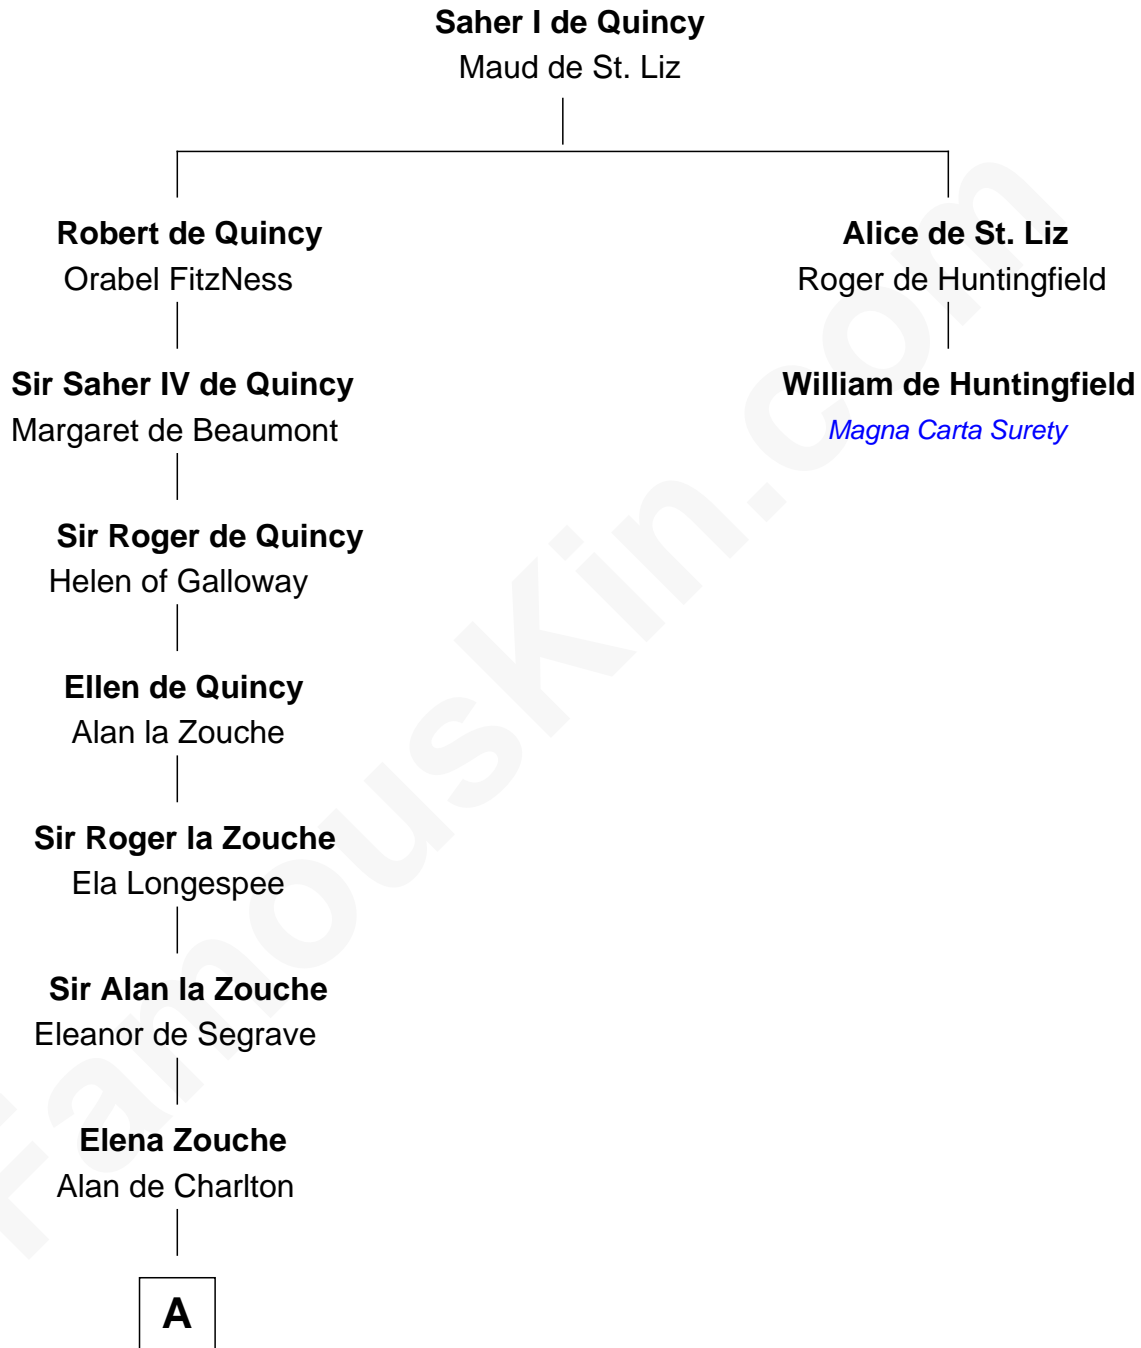 Saher I de Quincy
Maud de St. Liz
Robert de Quincy
Orabel FitzNess
Alice de St. Liz
Roger de Huntingfield
Sir Saher IV de Quincy
Margaret de Beaumont
William de Huntingfield
Magna Carta Surety
Sir Roger de Quincy
Helen of Galloway
Ellen de Quincy
Alan la Zouche
Sir Roger la Zouche
Ela Longespee
Sir Alan la Zouche
Eleanor de Segrave
Elena Zouche
Alan de Charlton
A
FamousKin.com